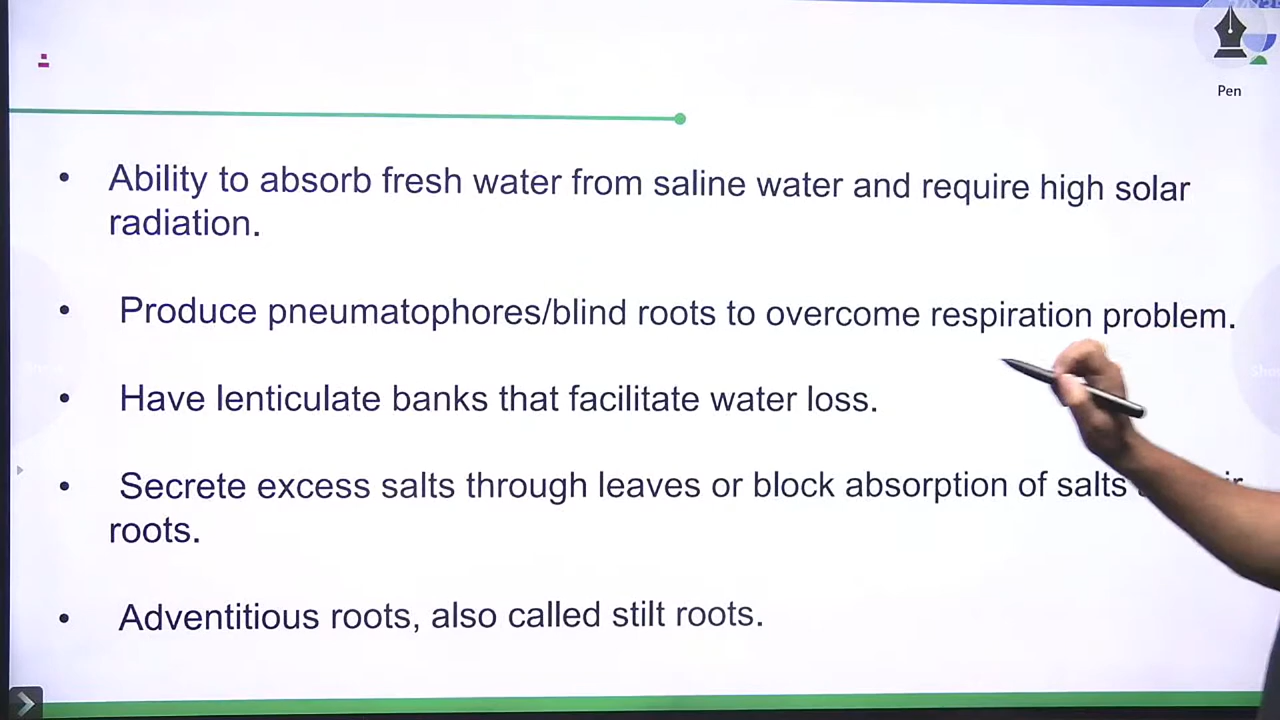 Pen
• Ability to absorb fresh water from saline water and require high solar
radiation.
• Produce pneumatophores/blind roots to overcome respiration problem.
• Have lenticulate banks that facilitate water loss.
• Secrete excess salts through leaves or block absorption of salts
roots.
• Adventitious roots, also called stilt roots.